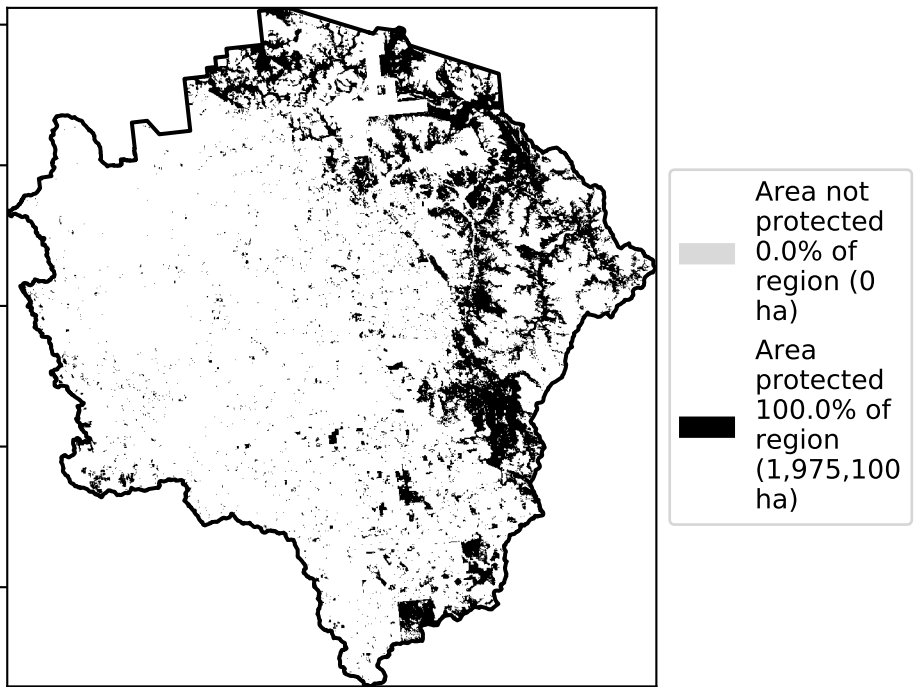 Area not
protected
0.0% of
region (0
ha)
Area
protected
100.0% of
region
(1,975,100
ha)